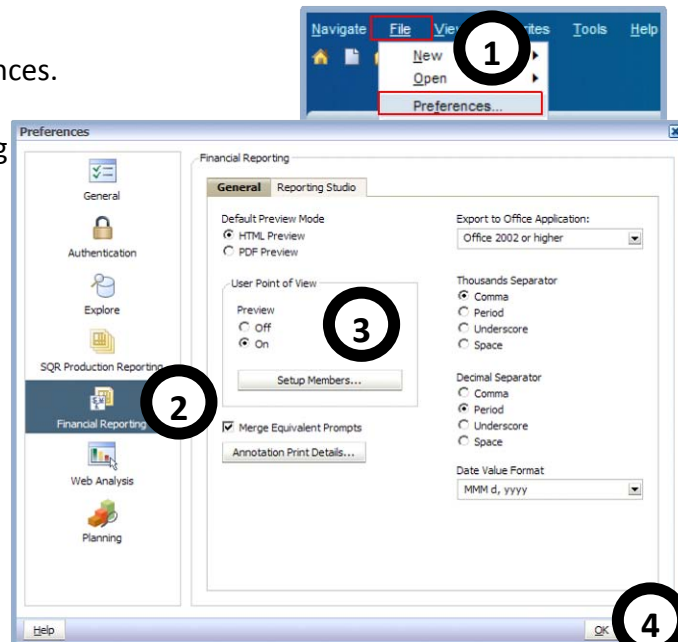 Navigate File Tools Help
1
New
Open
Preferences...
Preferences
General
Authentication
Explore
SQR Production Reporting
Financial Reporting
2
Web Analysis
Planning
Financial Reporting
General Reporting Studio
Default Preview Mode
HTML Preview
PDF Preview
User Point of View
Preview
Off
On
3
Setup Members...
Merge Equivalent Prompts
Annotation Print Details...
Export to Office Application:
Office 2002 or higher
Thousands Separator
Comma
Period
Underscore
Space
Decimal Separator
Comma
Period
Underscore
Space
Date Value Format
MMM d, yyyy
Help
OK
4